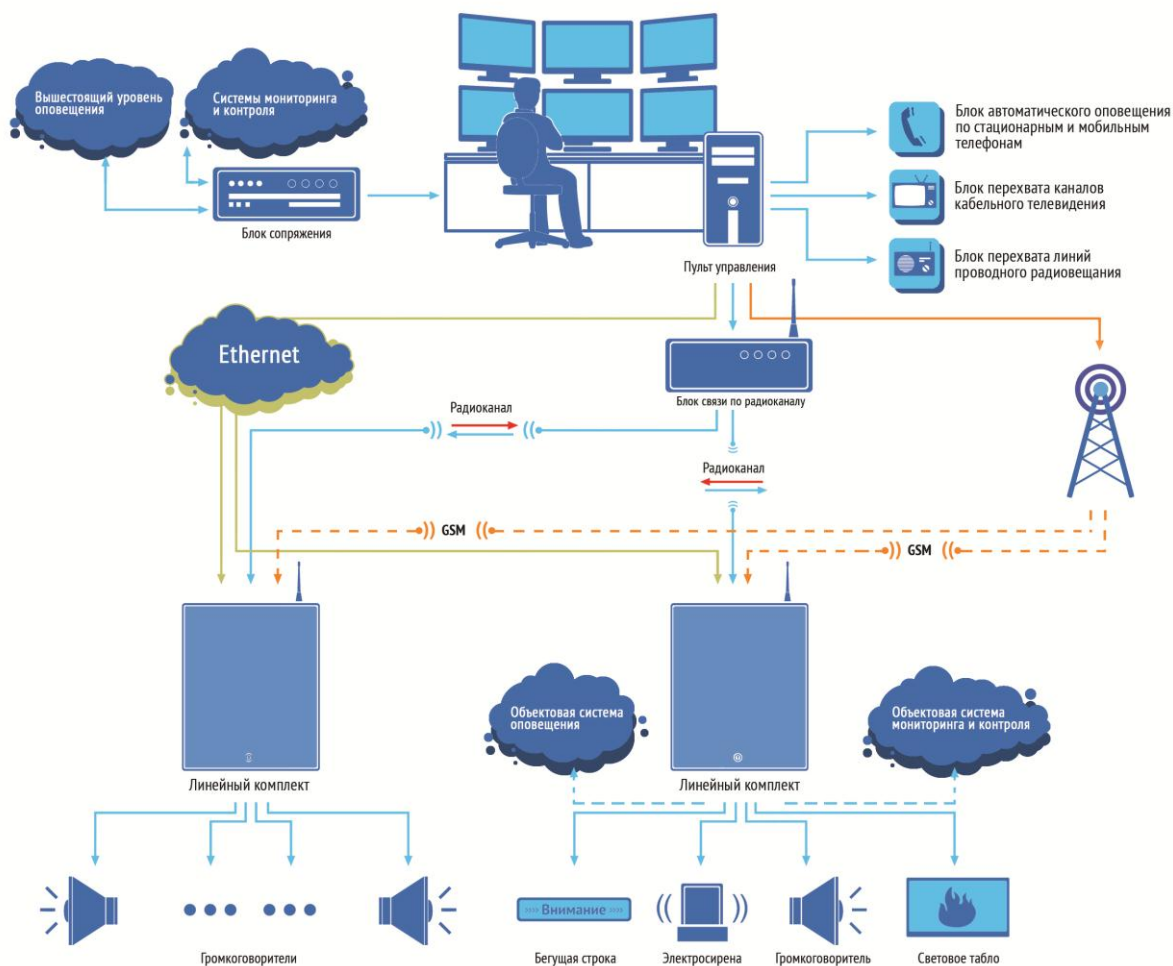 Вышестоящий уровень
оповещения
Системы мониторинга
и контроля
Блок сопряжения
Пульт управления
Блок автоматического оповещения
по стационарным и мобильным
телефонам
Блок перехвата каналов
кабельного телевидения
Блок перехвата линий
проводного радиовещания
Ethernet
Блок связи по радиоканалу
Радиоканал
Радиоканал
GSM
GSM
Линейный комплект
Объектовая система
оповещения
Линейный комплект
Объектовая система
мониторинга и контроля
Громкоговорители
»»» Внимание »»»
Бегущая строка
Электросирена
Громкоговоритель
Световое табло